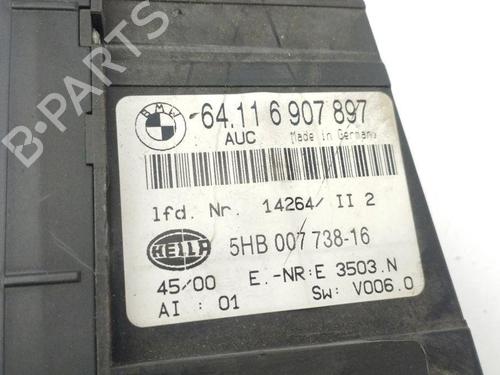 BMW
64.11 6 907 897
AUC Made in Germany
lfd. Nr. 14264/ II 2
HELLA 5HB 007 738-16
45/00 E.-NR:E 3503.N
AI : 01 SW: V006.0
B-PARTS